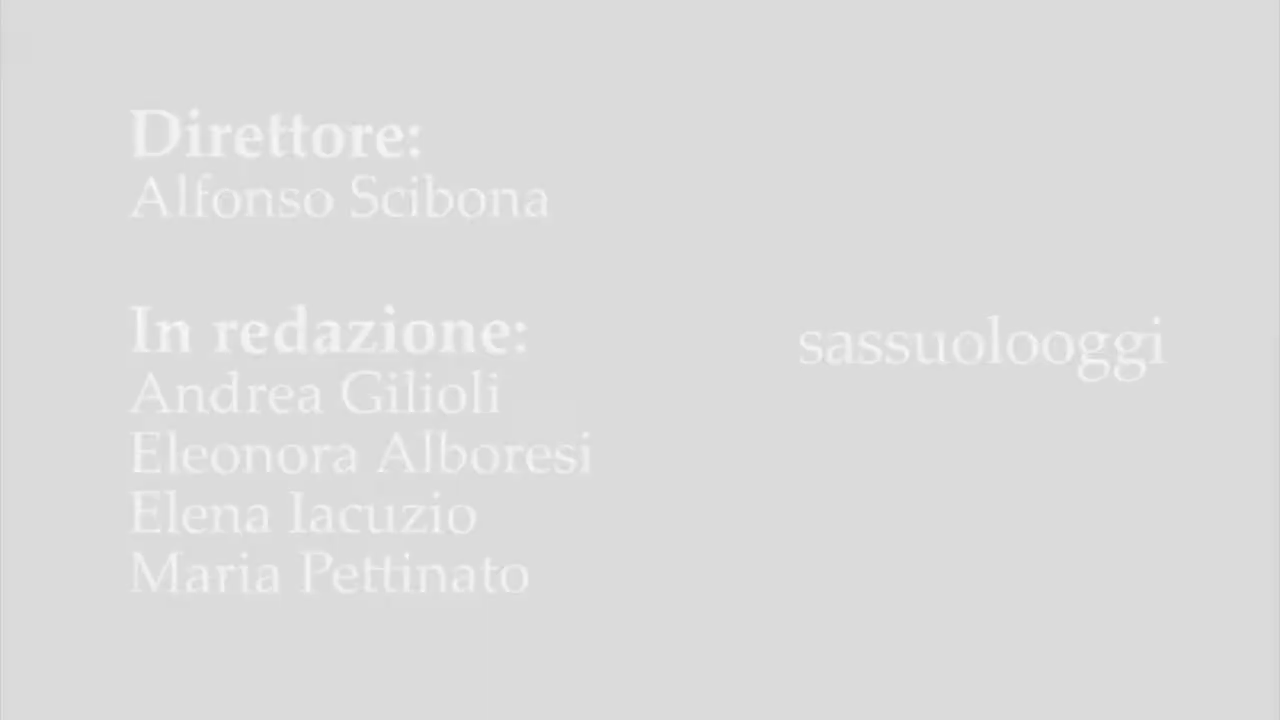 Direttore:
Alfonso Scibona
In redazione:
Andrea Gilioli
Eleonora Alboresi
Elena Iacuzio
Maria Pettinato
sassuolooggi